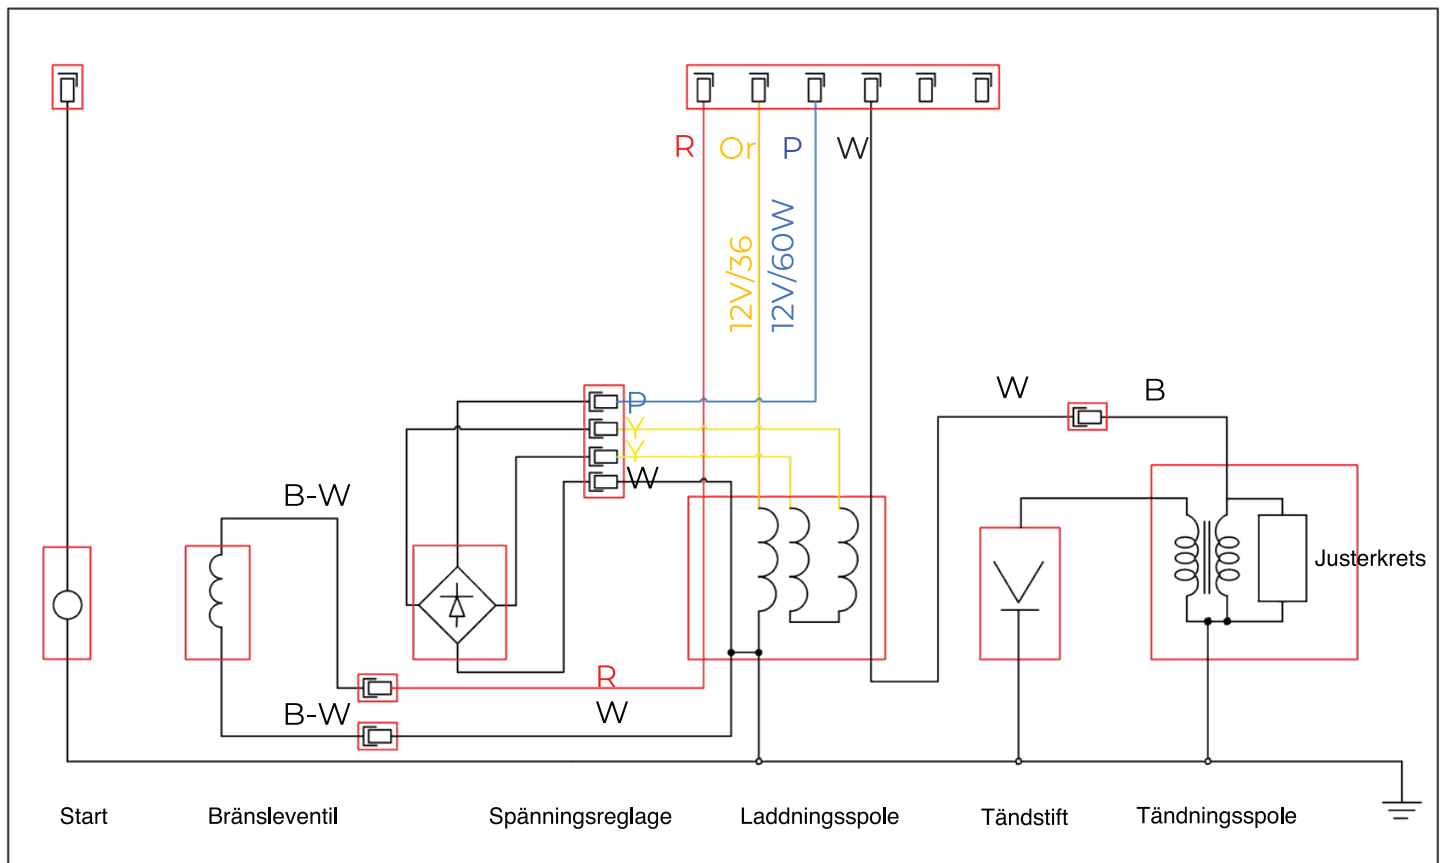 R Or P W
12V/36
12V/60W
P
Y
Y
W
W B
B-W
Justerkrets
R
B-W W
Start Bränsleventil Spänningsreglage Laddningsspole Tändstift Tändningsspole